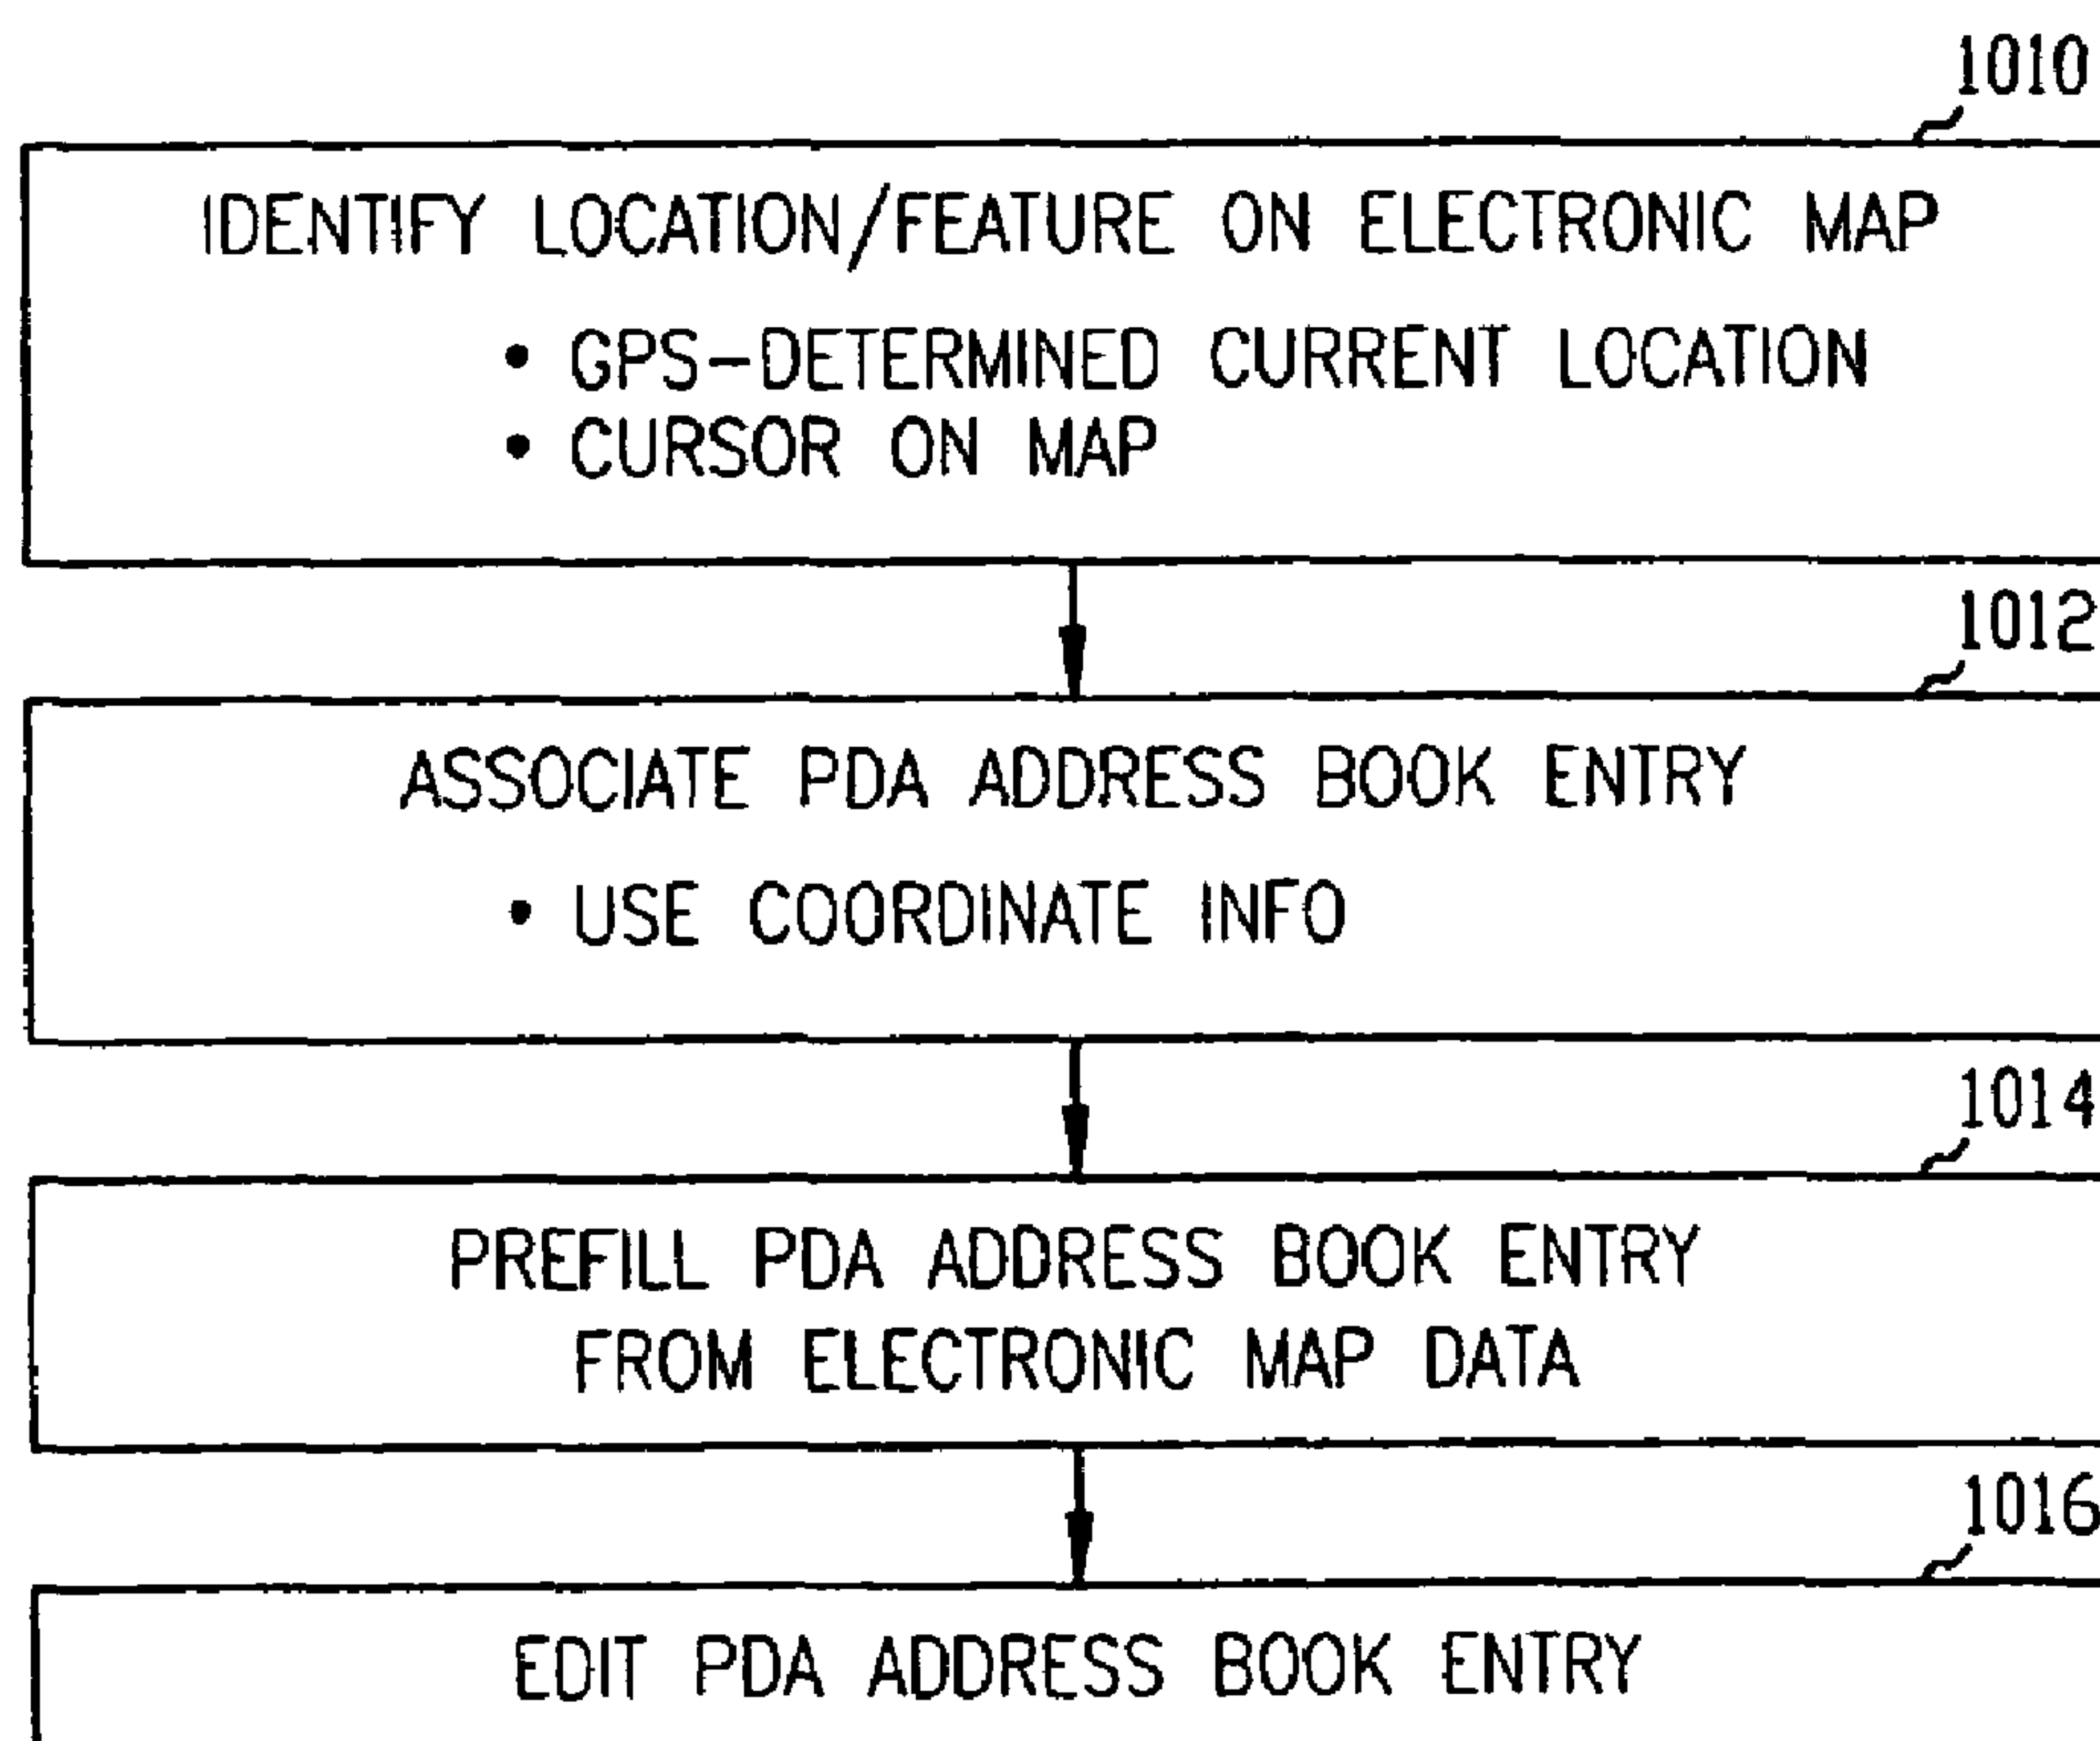 1010
IDENTIFY LOCATION/FEATURE ON ELECTRONIC MAP
• GPS-DETERMINED CURRENT LOCATION
• CURSOR ON MAP
1012
ASSOCIATE PDA ADDRESS BOOK ENTRY
• USE COORDINATE INFO
1014
PREFILL PDA ADDRESS BOOK ENTRY
FROM ELECTRONIC MAP DATA
1016
EDIT PDA ADDRESS BOOK ENTRY